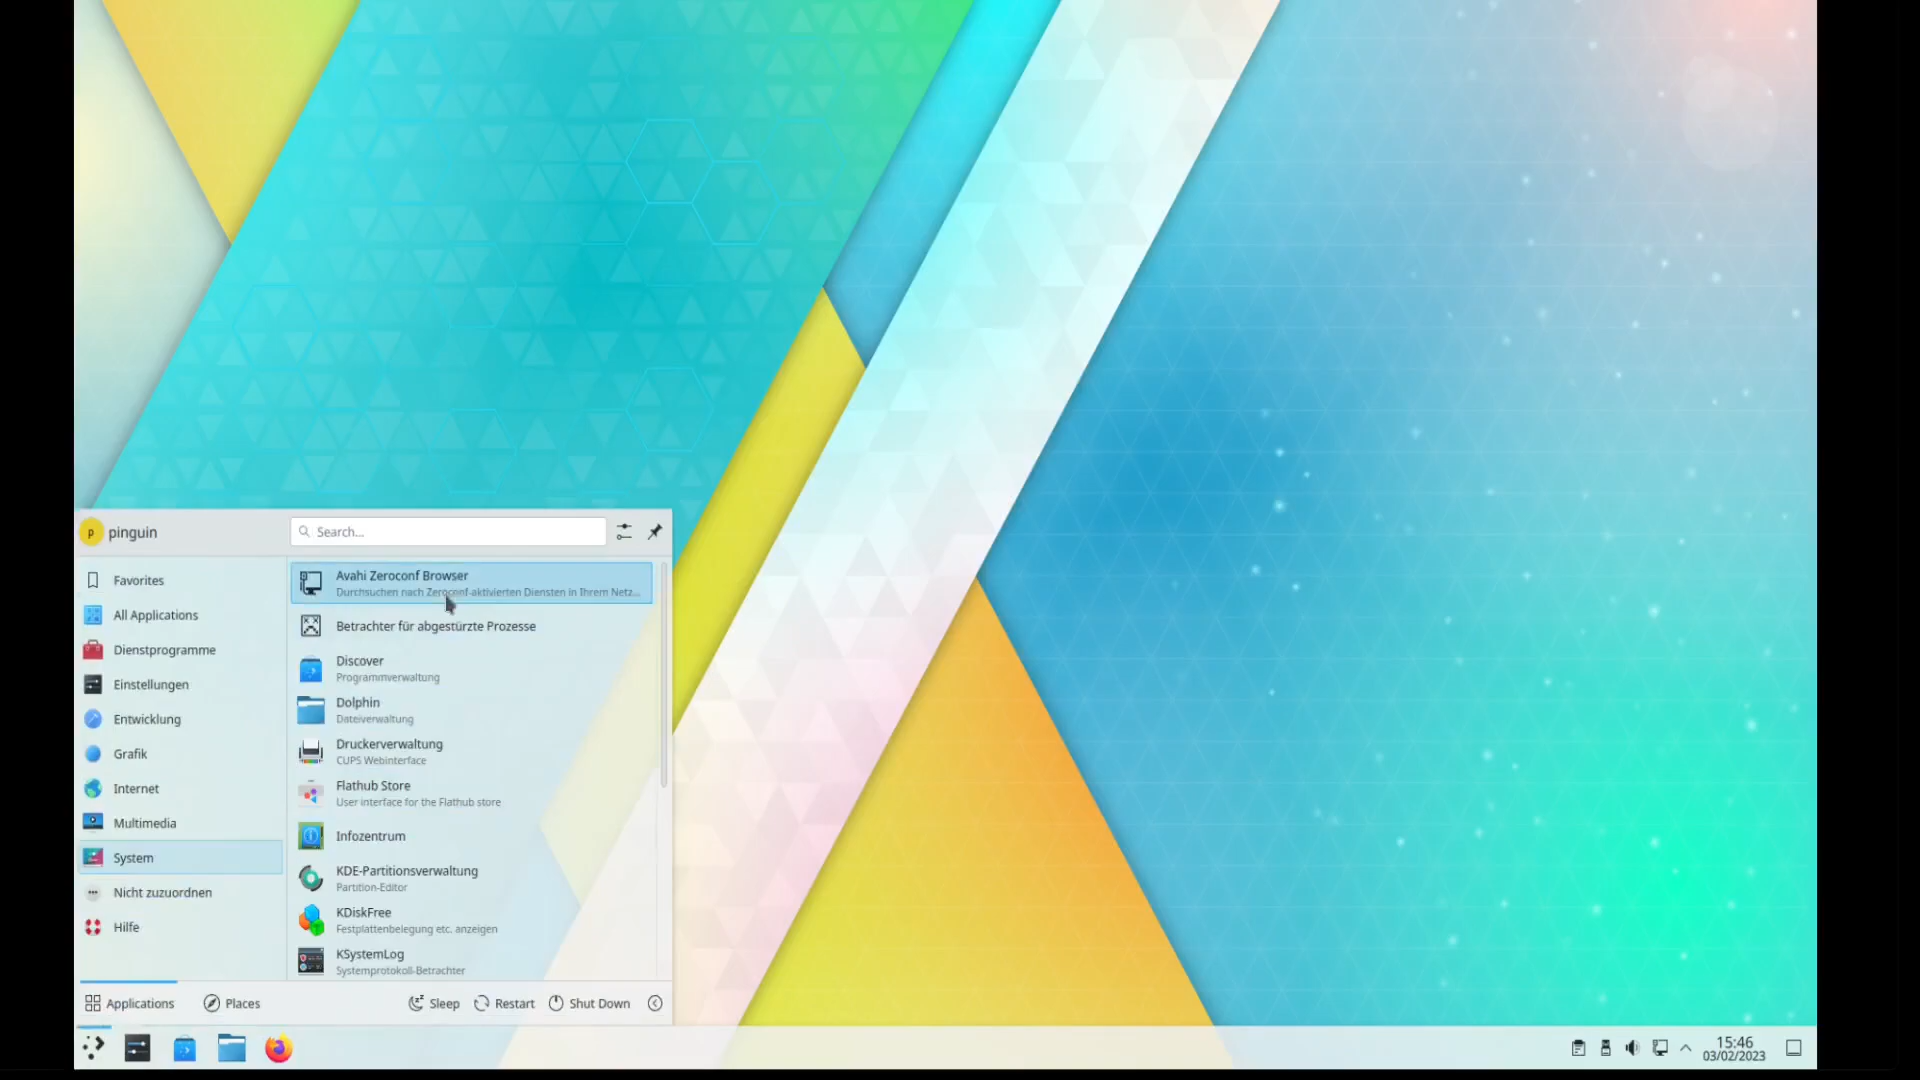 p pinguin
Search...
Favorites
All Applications
Dienstprogramme
Einstellungen
Entwicklung
Grafik
Internet
Multimedia
System
Nicht zuzuordnen
Hilfe
Avahi Zeroconf Browser
Durchsuchen nach Zeroconf-aktivierten Diensten in Ihrem Netz...
Betrachter für abgestürzte Prozesse
Discover
Programmverwaltung
Dolphin
Dateiverwaltung
Druckerverwaltung
CUPS Webinterface
Flathub Store
User interface for the Flathub store
Infozentrum
KDE-Partitionsverwaltung
Partition-Editor
KDiskFree
Festplattenbelegung etc. anzeigen
KSystemLog
Systemprotokoll-Betrachter
Applications Places Sleep Restart Shut Down
15:46
03/02/2023